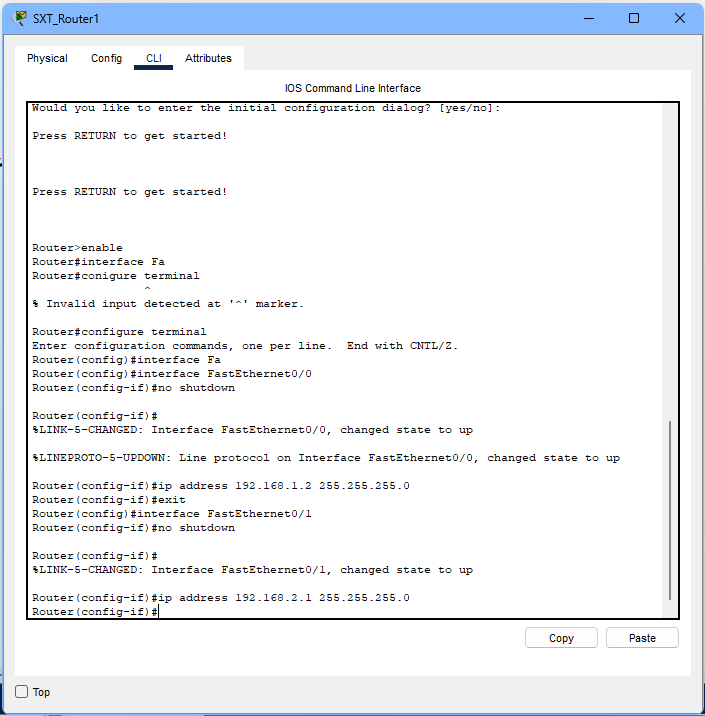 SXT_Router1
Physical Config CLI Attributes
IOS Command Line Interface
Would you like to enter the initial configuration dialog? [yes/no]:
Press RETURN to get started!
Press RETURN to get started!
Router>enable
Router#interface Fa
Router#conigure terminal
^
% Invalid input detected at '^' marker.
Router#configure terminal
Enter configuration commands, one per line.  End with CNTL/Z.
Router(config)#interface Fa
Router(config)#interface FastEthernet0/0
Router(config-if)#no shutdown
Router(config-if)#
%LINK-5-CHANGED: Interface FastEthernet0/0, changed state to up
%LINEPROTO-5-UPDOWN: Line protocol on Interface FastEthernet0/0, changed state to up
Router(config-if)#ip address 192.168.1.2 255.255.255.0
Router(config-if)#exit
Router(config)#interface FastEthernet0/1
Router(config-if)#no shutdown
Router(config-if)#
%LINK-5-CHANGED: Interface FastEthernet0/1, changed state to up
Router(config-if)#ip address 192.168.2.1 255.255.255.0
Router(config-if)#
Copy Paste
Top